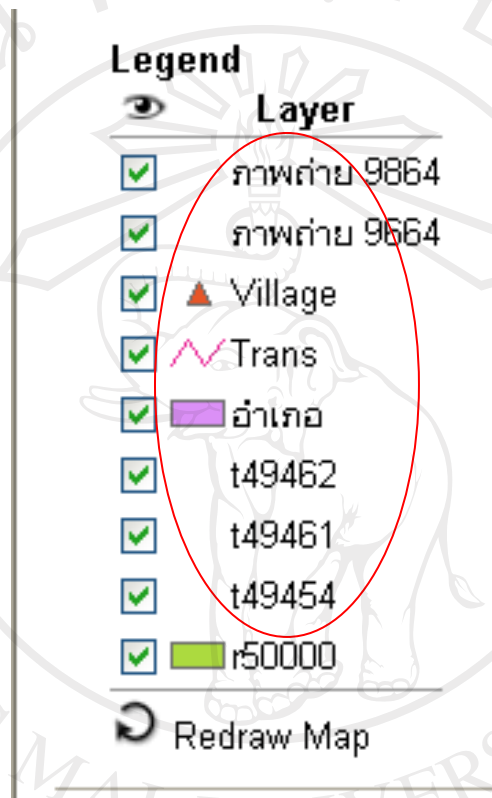 Legend
Layer
ภาพถ่าย 9864
ภาพถ่าย 9664
Village
Trans
อำเภอ
t49462
t49461
t49454
r50000
Redraw Map